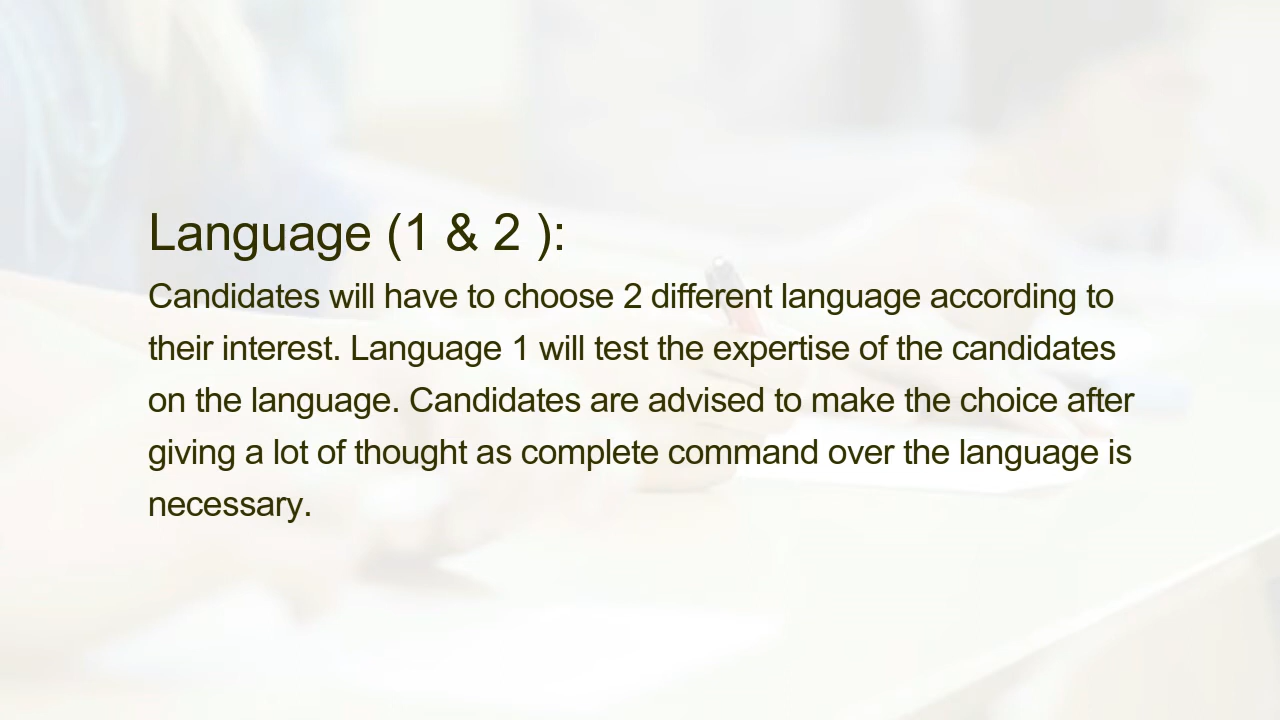 Language (1 & 2 ):
Candidates will have to choose 2 different language according to
their interest. Language 1 will test the expertise of the candidates
on the language. Candidates are advised to make the choice after
giving a lot of thought as complete command over the language is
necessary.